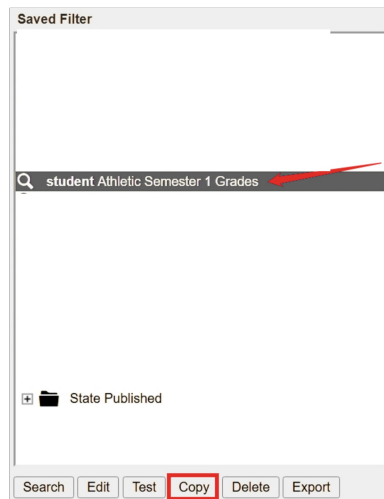 Saved Filter
student Athletic Semester 1 Grades
State Published
Search Edit Test Copy Delete Export